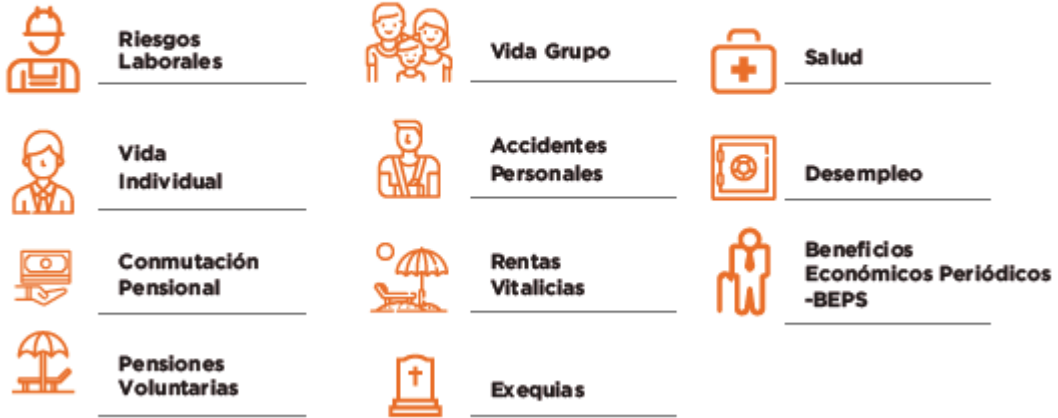 Riesgos
Laborales
Vida Grupo
Salud
Vida
Individual
Accidentes
Personales
Desempleo
Conmutación
Pensional
Rentas
Vitalicias
Beneficios
Económicos Periódicos
-BEPS
Pensiones
Voluntarias
Exequias